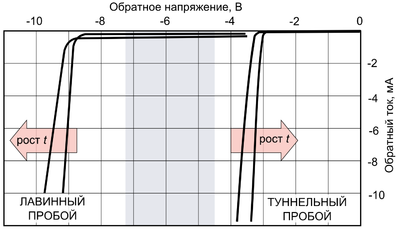 Обратное напряжение, В
-10 -8 -6 -4 -2 0
-2
-4
-6
-8
-10
Обратный ток, мА
рост t
рост t
ЛАВИННЫЙ
ПРОБОЙ
ТУННЕЛЬНЫЙ
ПРОБОЙ